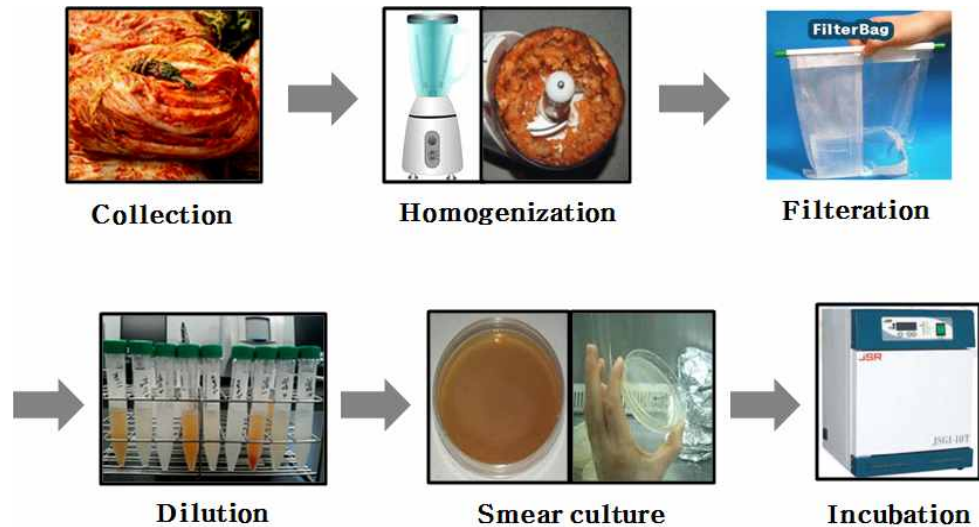 FilterBag
Collection
Homogenization
Filteration
JSR
JSGI-10T
Dilution
Smear culture
Incubation